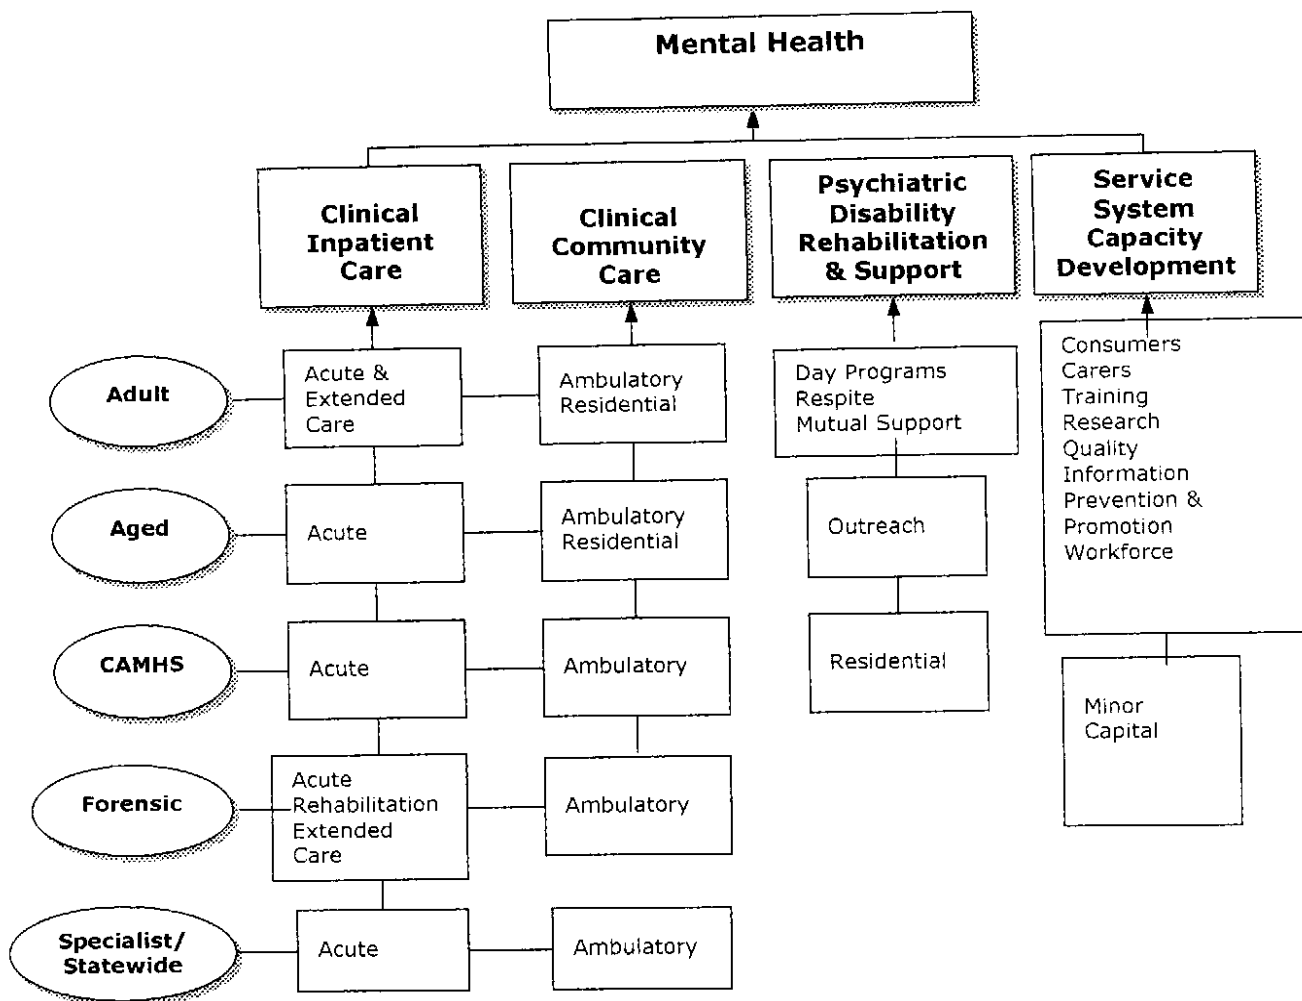 Mental Health
Clinical
Inpatient
Care
Clinical
Community
Care
Psychiatric
Disability
Rehabilitation
& Support
Service
System
Capacity
Development
Adult
Acute &
Extended
Care
Ambulatory
Residential
Day Programs
Respite
Mutual Support
Consumers
Carers
Training
Research
Quality
Information
Prevention &
Promotion
Workforce
Aged
Acute
Ambulatory
Residential
Outreach
CAMHS
Acute
Ambulatory
Residential
Minor
Capital
Forensic
Acute
Rehabilitation
Extended
Care
Ambulatory
Specialist/
Statewide
Acute
Ambulatory